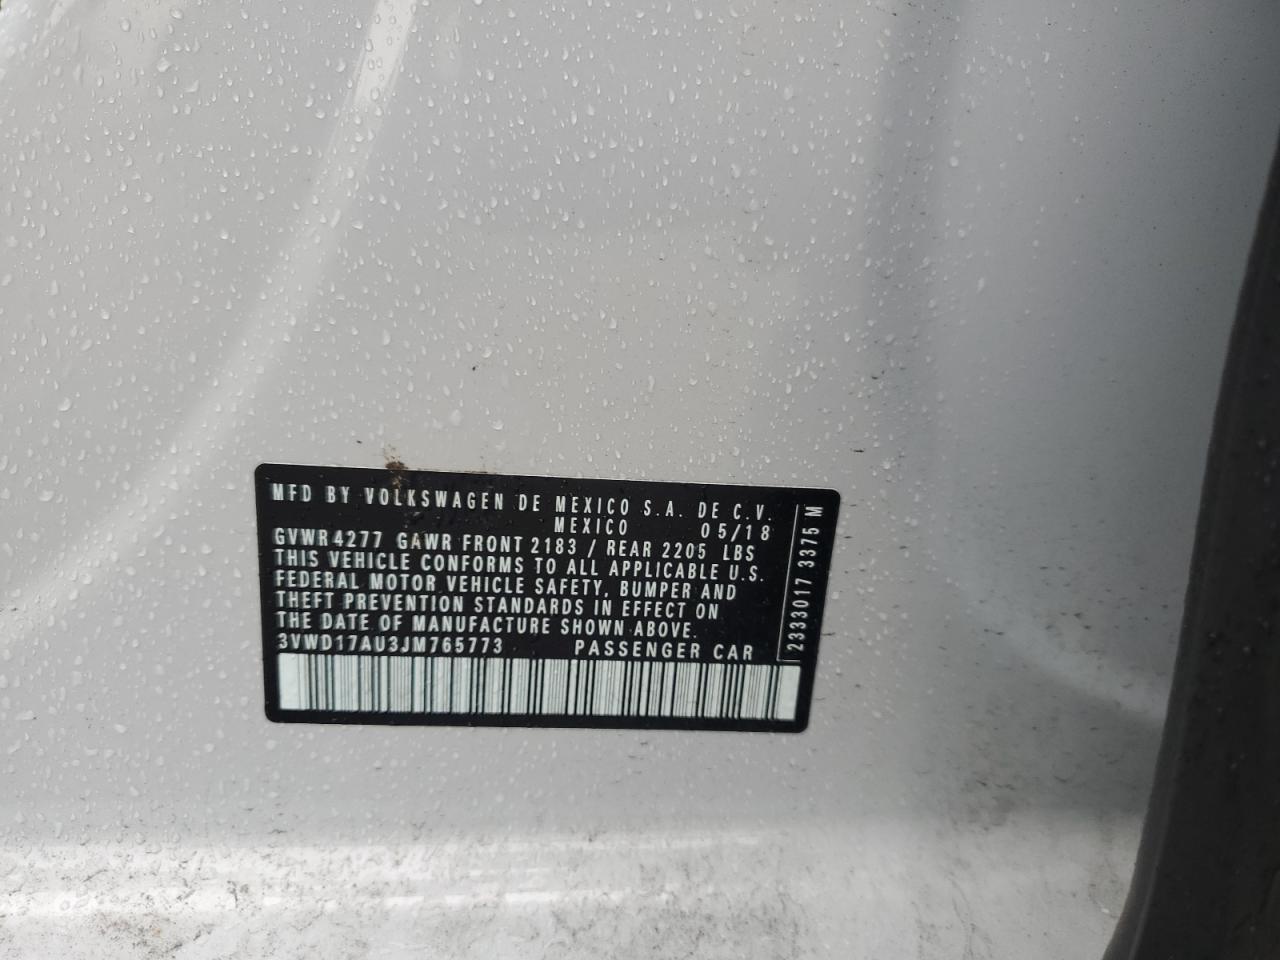 MFD BY VOLKSWAGEN DE MEXICO S.A. DE C.V.
MEXICO 05/18
GVWR 4277 GAWR FRONT 2183 / REAR 2205 LBS
THIS VEHICLE CONFORMS TO ALL APPLICABLE U.S.
FEDERAL MOTOR VEHICLE SAFETY, BUMPER AND
THEFT PREVENTION STANDARDS IN EFFECT ON
THE DATE OF MANUFACTURE SHOWN ABOVE.
3VWD17AU3JM765773 PASSENGER CAR
2333017 3375 M